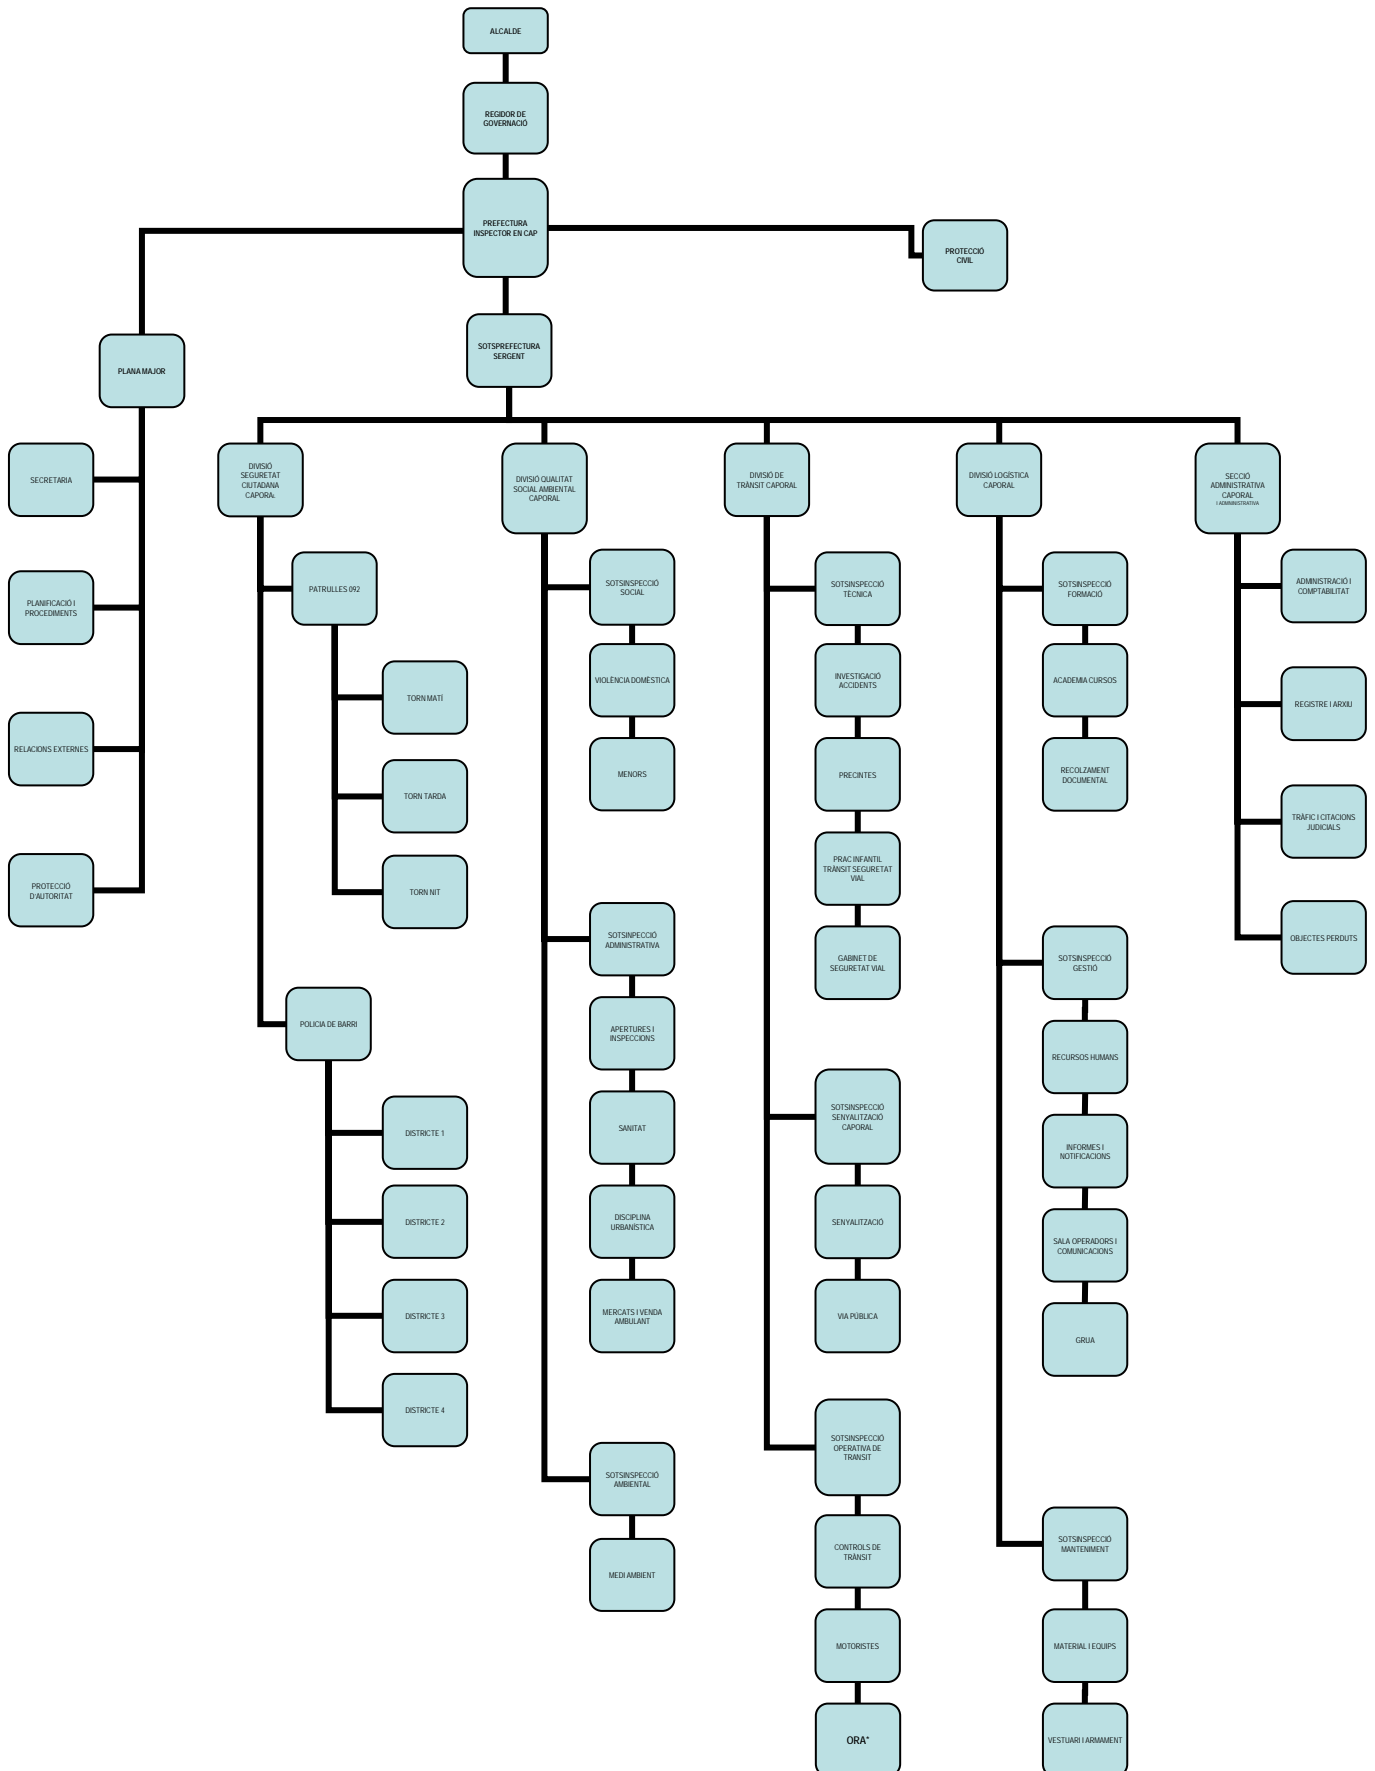 ALCALDE
REGIDOR DE
GOVERNACIÓ
PREFECTURA
INSPECTOR EN CAP
PROTECCIÓ
CIVIL
SOTSPREFECTURA
SERGENT
PLANA MAJOR
SECRETARIA
PLANIFICACIÓ I
PROCEDIMENTS
RELACIONS EXTERNES
PROTECCIÓ
D'AUTORITAT
DIVISIÓ
SEGURETAT
CIUTADANA
CAPORAL
PATRULLES 092
TORN MATÍ
TORN TARDA
TORN NIT
POLICIA DE BARRI
DISTRICTE 1
DISTRICTE 2
DISTRICTE 3
DISTRICTE 4
DIVISIÓ QUALITAT
SOCIAL AMBIENTAL
CAPORAL
SOTSINSPECCIÓ
SOCIAL
VIOLÈNCIA DOMÈSTICA
MENORS
SOTSINPECCIÓ
ADMINISTRATIVA
APERTURES I
INSPECCIONS
SANITAT
DISCIPLINA
URBANÍSTICA
MERCATS I VENDA
AMBULANT
SOTSINSPECCIÓ
AMBIENTAL
MEDI AMBIENT
DIVISIÓ DE
TRÀNSIT CAPORAL
SOTSINSPECCIÓ
TÈCNICA
INVESTIGACIÓ
ACCIDENTS
PRECINTES
PRAC INFANTIL
TRÀNSIT SEGURETAT
VIAL
GABINET DE
SEGURETAT VIAL
SOTSINSPECCIÓ
SENYALITZACIÓ
CAPORAL
SENYALITZACIÓ
VIA PÚBLICA
SOTSINSPECCIÓ
OPERATIVA DE
TRANSIT
CONTROLS DE
TRÀNSIT
MOTORISTES
ORA*
DIVISIÓ LOGÍSTICA
CAPORAL
SOTSINSPECCIÓ
FORMACIÓ
ACADEMIA CURSOS
RECOLZAMENT
DOCUMENTAL
SOTSINSPECCIÓ
GESTIÓ
RECURSOS HUMANS
INFORMES I
NOTIFICACIONS
SALA OPERADORS I
COMUNICACIONS
GRUA
SOTSINSPECCIÓ
MANTENIMENT
MATERIAL I EQUIPS
VESTUARI I ARMAMENT
SECCIÓ
ADMINISTRATIVA
CAPORAL
I ADMNINISTRATIVA
ADMINISTRACIÓ I
COMPTABILITAT
REGISTRE I ARXIU
TRÀFIC I CITACIONS
JUDICIALS
OBJECTES PERDUTS